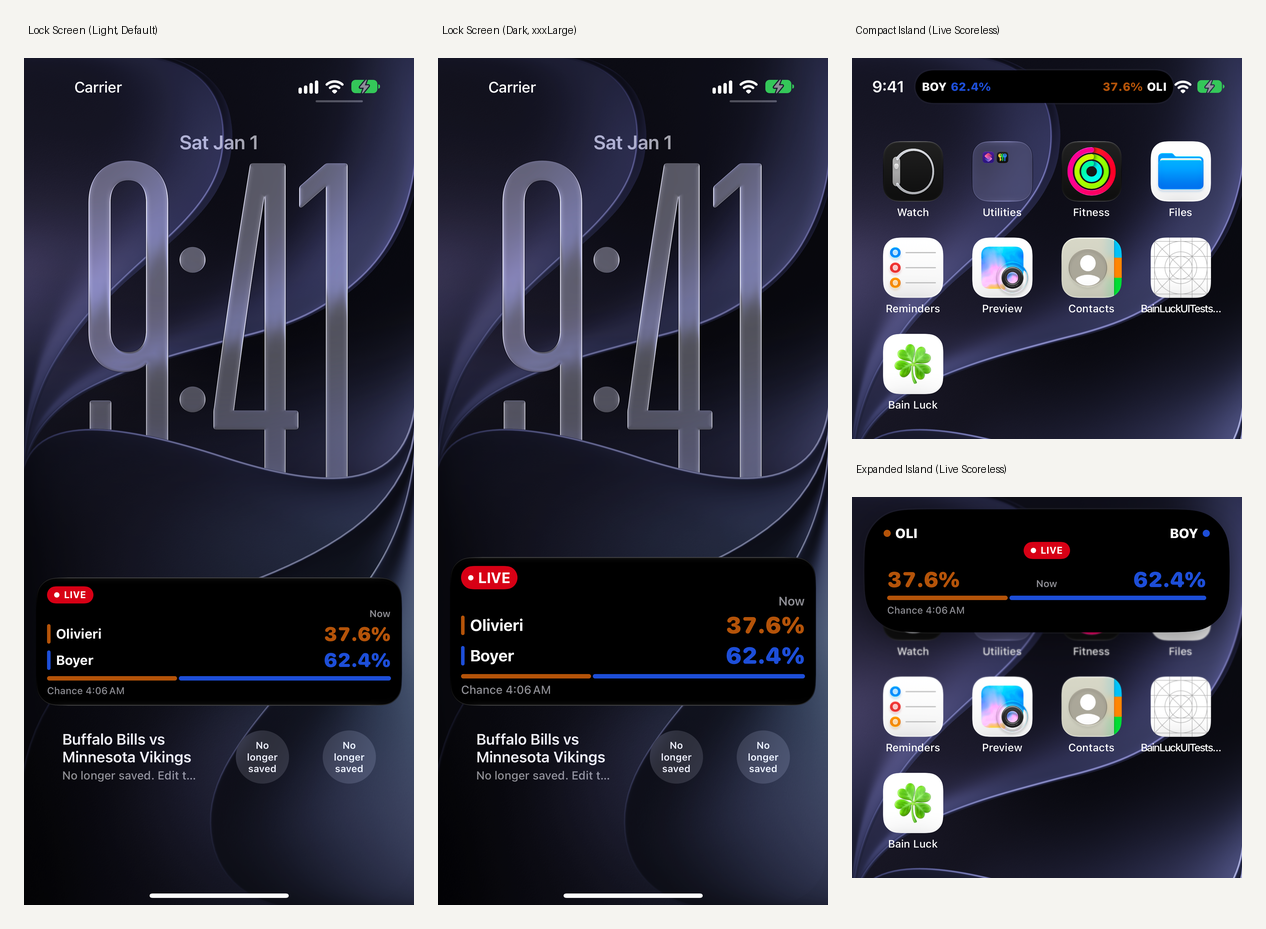 Lock Screen (Light, Default)
Carrier
Sat Jan 1
9:41
LIVE
Now
Olivieri 37.6%
Boyer 62.4%
Chance 4:06 AM
Buffalo Bills vs
Minnesota Vikings
No longer saved. Edit t...
No
longer
saved
No
longer
saved
Lock Screen (Dark, xxxLarge)
Carrier
Sat Jan 1
9:41
LIVE
Now
Olivieri 37.6%
Boyer 62.4%
Chance 4:06 AM
Buffalo Bills vs
Minnesota Vikings
No longer saved. Edit t...
No
longer
saved
No
longer
saved
Compact Island (Live Scoreless)
9:41 BOY 62.4% 37.6% OLI
Watch Utilities Fitness Files
Reminders Preview Contacts BainLuckUITests...
Bain Luck
Expanded Island (Live Scoreless)
OLI BOY
LIVE
37.6% Now 62.4%
Chance 4:06 AM
Watch Utilities Fitness Files
Reminders Preview Contacts BainLuckUITests...
Bain Luck